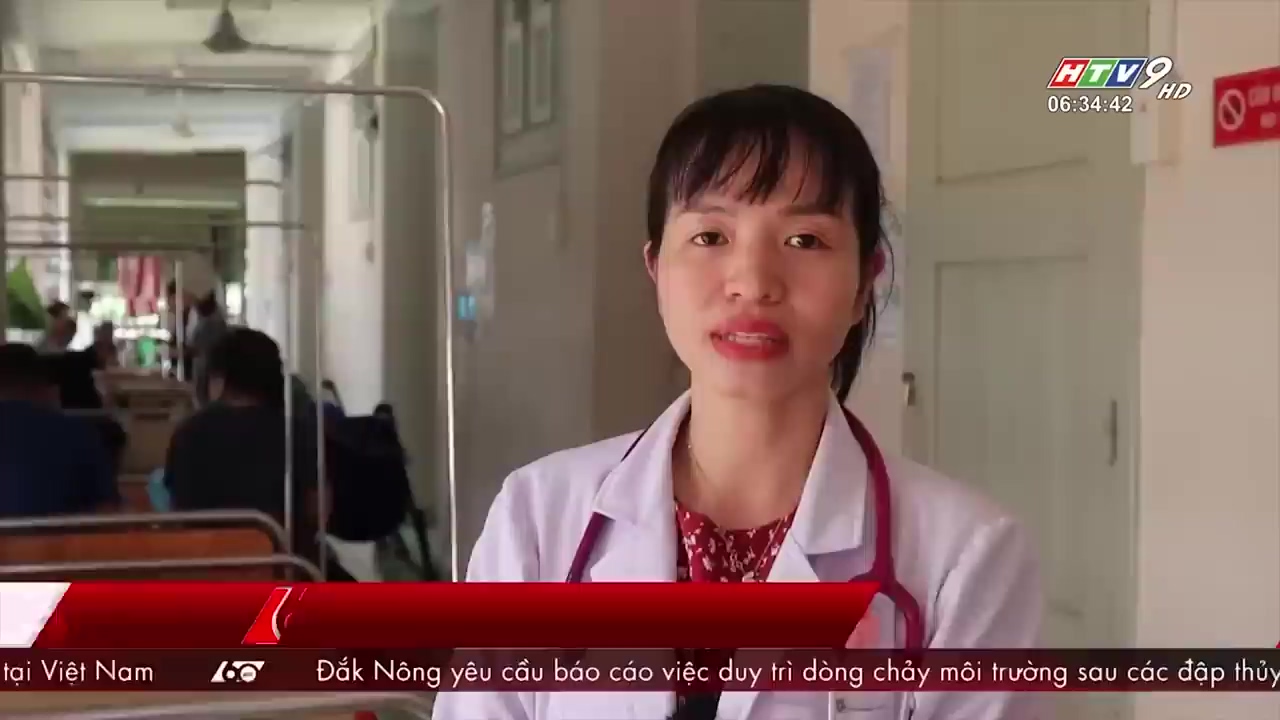 HTV9 HD
06:34:42
tại Việt Nam
60
Đắk Nông yêu cầu báo cáo việc duy trì dòng chảy môi trường sau các đập thủy